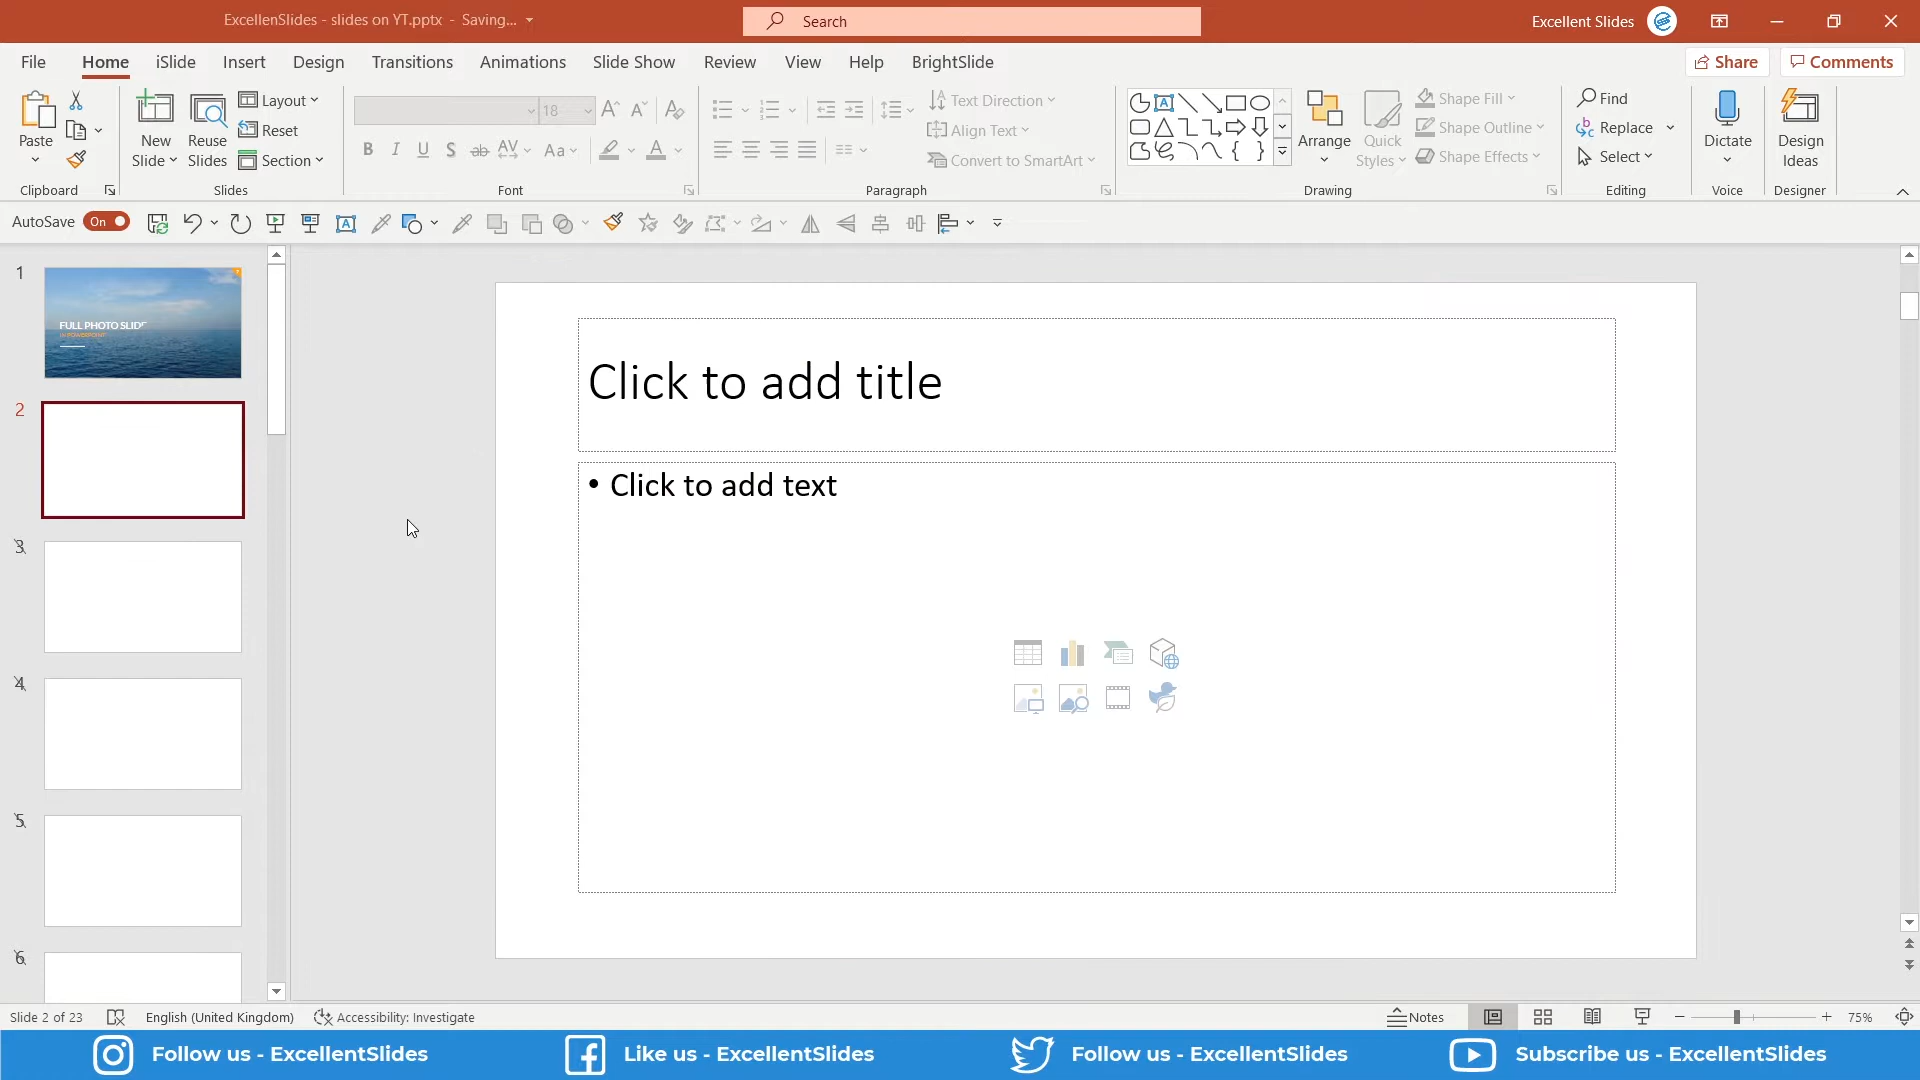 ExcellenSlides - slides on YT.pptx - Saving...
Search
Excellent Slides
File Home iSlide Insert Design Transitions Animations Slide Show Review View Help BrightSlide
Share Comments
Paste
New Slide
Reuse Slides
Layout
Reset
Section
18
B I U S ab AV Aa A
Text Direction
Align Text
Convert to SmartArt
Arrange
Quick Styles
Shape Fill
Shape Outline
Shape Effects
Find
Replace
Select
Dictate
Design Ideas
Clipboard Slides Font Paragraph Drawing Editing Voice Designer
AutoSave On
1
FULL PHOTO SLIDE
IN POWERPOINT
2
3
4
5
6
Click to add title
• Click to add text
Slide 2 of 23 English (United Kingdom) Accessibility: Investigate Notes 75%
Follow us - ExcellentSlides Like us - ExcellentSlides Follow us - ExcellentSlides Subscribe us - ExcellentSlides